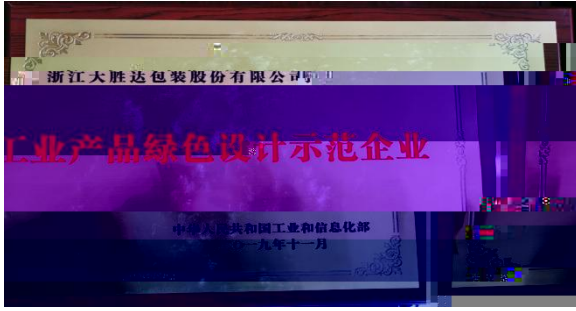 浙江大胜达包装股份有限公司
工业产品绿色设计示范企业
中华人民共和国工业和信息化部
一九年十一月